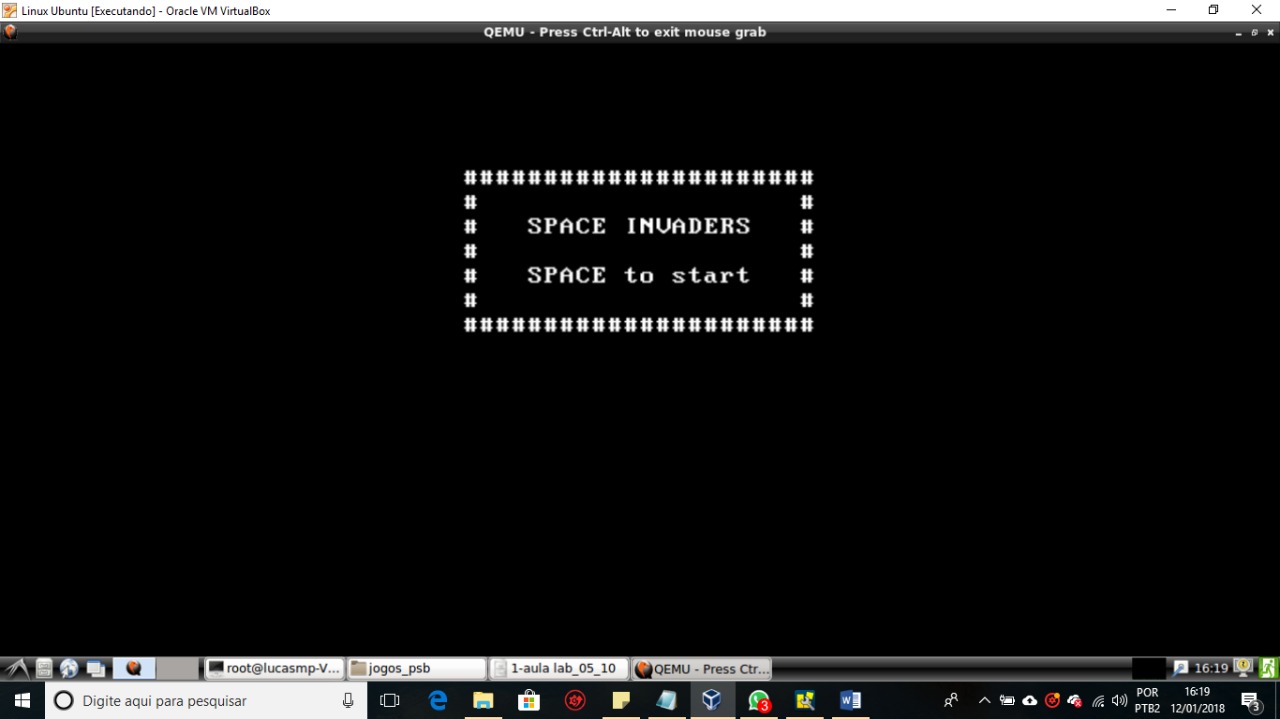 Linux Ubuntu [Executando] - Oracle VM VirtualBox
QEMU - Press Ctrl-Alt to exit mouse grab
######################
#                    #
#   SPACE INVADERS   #
#                    #
#   SPACE to start   #
#                    #
######################
root@lucasmp-V... jogos_psb 1-aula lab_05_10 QEMU - Press Ctr... 16:19
Digite aqui para pesquisar 3 POR 16:19
PTB2 12/01/2018 3